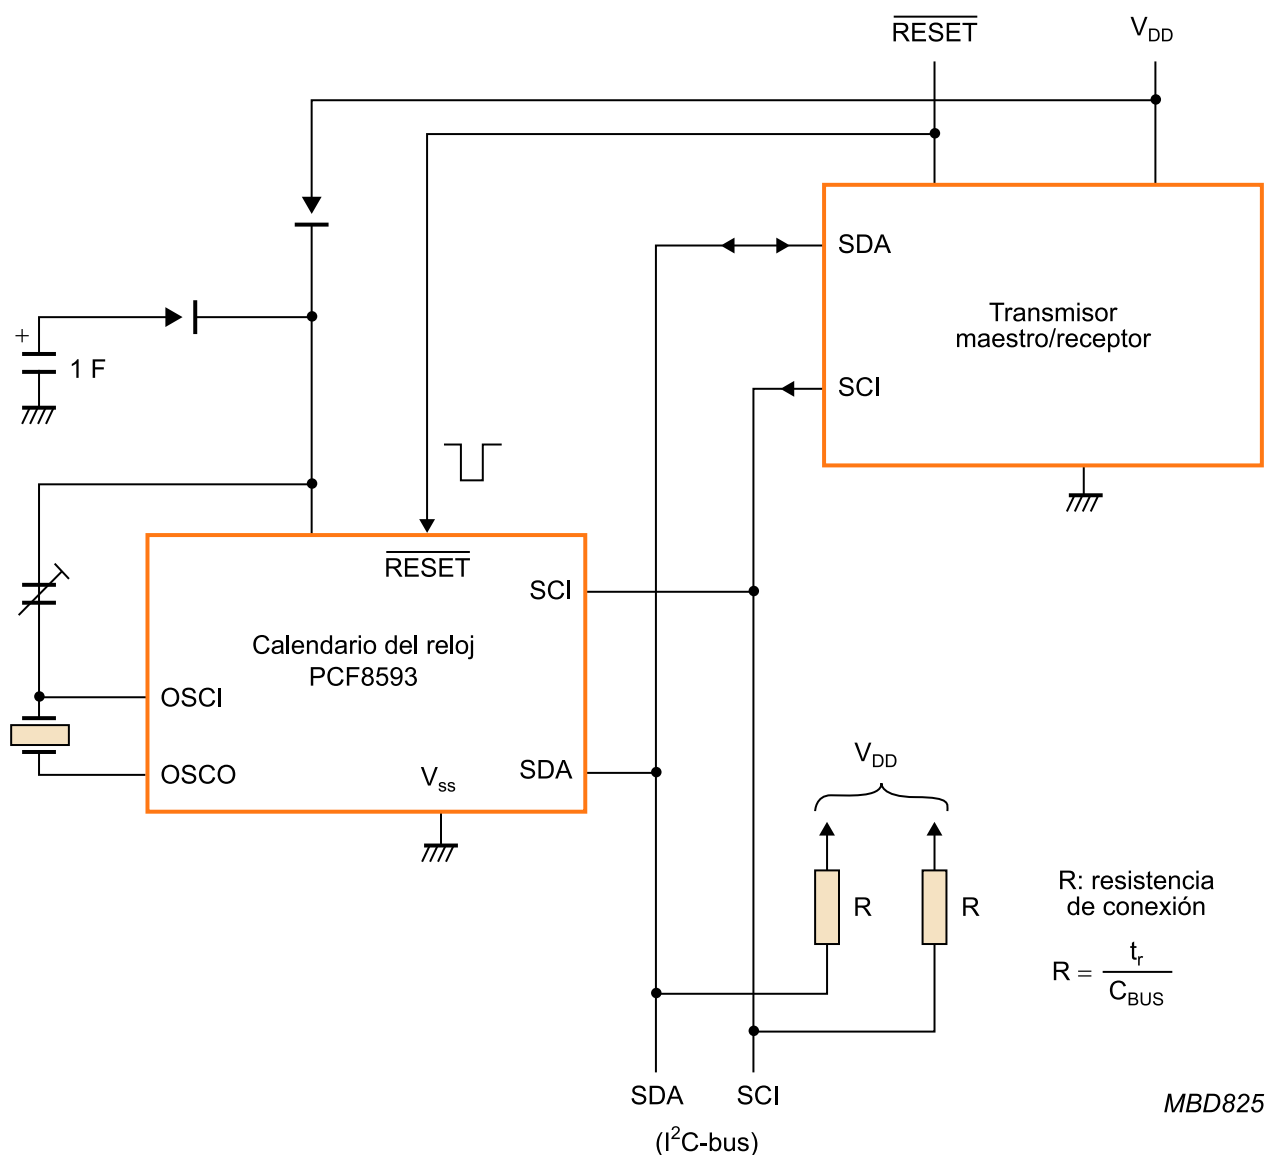 RESET VDD
SDA
Transmisor
maestro/receptor
SCI
+
1 F
RESET
SCI
Calendario del reloj
PCF8593
OSCI
OSCO
Vss
SDA
VDD
R R
R: resistencia
de conexión
R = tr / CBUS
SDA SCI
(I²C-bus)
MBD825